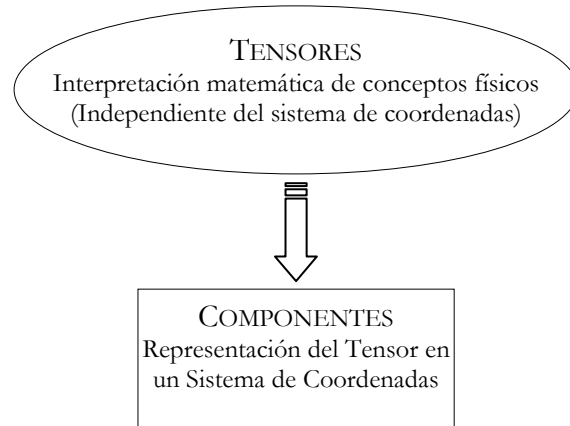 TENSORES
Interpretación matemática de conceptos físicos
(Independiente del sistema de coordenadas)
COMPONENTES
Representación del Tensor en
un Sistema de Coordenadas